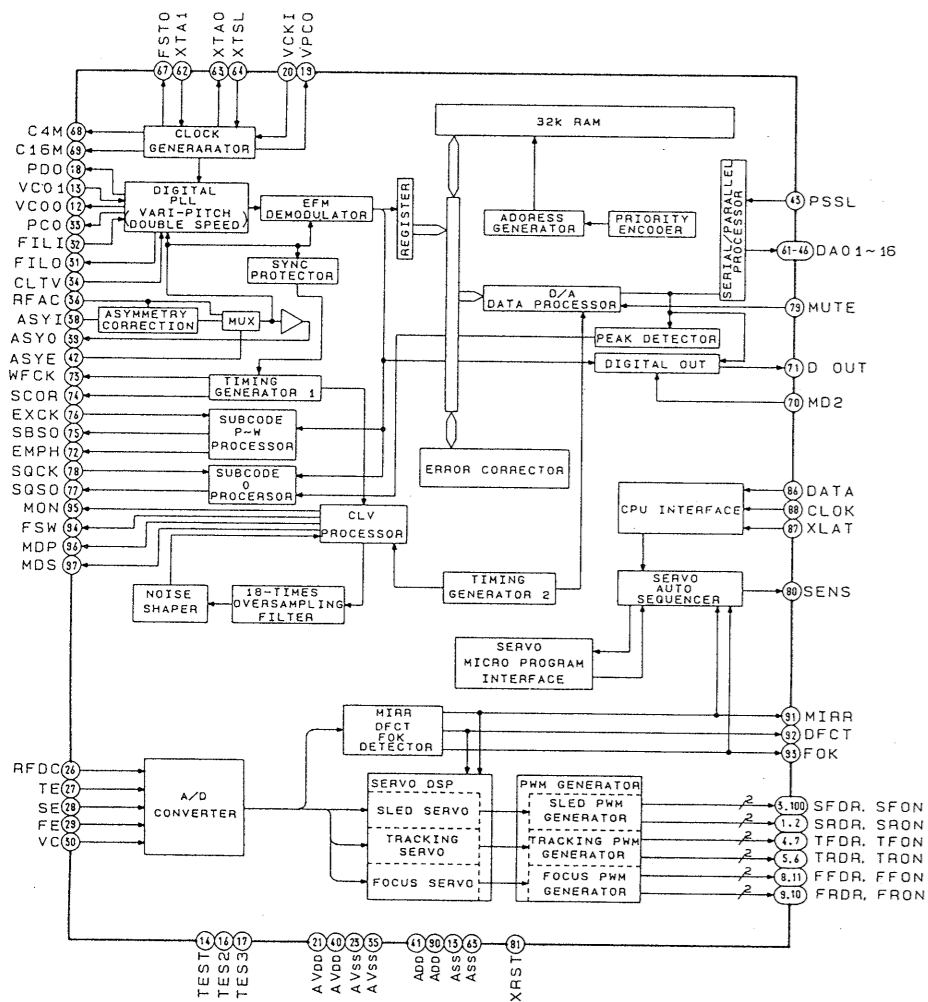 FSTO
XTA1
XTAO
XTSL
VCKI
VPCO
67 62 63 64 20 19
C4M 68
C16M 69
PDO 18
VCO1 13
VCOO 12
PCO 33
FILI 32
FILO 31
CLTV 34
RFAC 36
ASYI 38
ASYO 39
ASYE 42
WFCK 73
SCOR 74
EXCK 76
SBSO 75
EMPH 72
SQCK 78
SQSO 77
MON 95
FSW 94
MDP 96
MDS 97
CLOCK
GENERARATOR
DIGITAL
PLL
(VARI-PITCH
DOUBLE SPEED)
EFM
DEMODULATOR
REGISTER
SYNC
PROTECTOR
ASYMMETRY
CORRECTION
MUX
TIMING
GENERATOR 1
SUBCODE
P~W
PROCESSOR
SUBCODE
Q
PROCERSOR
CLV
PROCESSOR
NOISE
SHAPER
18-TIMES
OVERSAMPLING
FILTER
TIMING
GENERATOR 2
32k RAM
ADDRESS
GENERATOR
PRIORITY
ENCODER
SERIAL/PARALLEL
PROCESSOR
D/A
DATA PROCESSOR
PEAK DETECTOR
DIGITAL OUT
ERROR CORRECTOR
CPU INTERFACE
SERVO
AUTO
SEQUENCER
SERVO
MICRO PROGRAM
INTERFACE
PSSL
61-46 DAO1~16
79 MUTE
71 D OUT
70 MD2
86 DATA
88 CLOK
87 XLAT
80 SENS
91 MIRR
92 DFCT
93 FOK
MIRR
DFCT
FOK
DETECTOR
RFDC 26
TE 27
SE 28
FE 29
VC
A/D
CONVERTER
SERVO DSP
SLED SERVO
TRACKING
SERVO
FOCUS SERVO
PWM GENERATOR
SLED PWM
GENERATOR
TRACKING PWM
GENERATOR
FOCUS PWM
GENERATOR
2 3.100 SFDR. SFON
2 1.2 SRDR. SRON
2 4.7 TFDR. TFON
2 5.6 TRDR. TRON
2 8.11 FFDR. FFON
2 9.10 FRDR. FRON
14 16 17
21 40
41 90
81
TEST
TES2
TES3
AVDD
AVDD
AVss
AVss
ADD
ADD
Ass
Ass
XRST